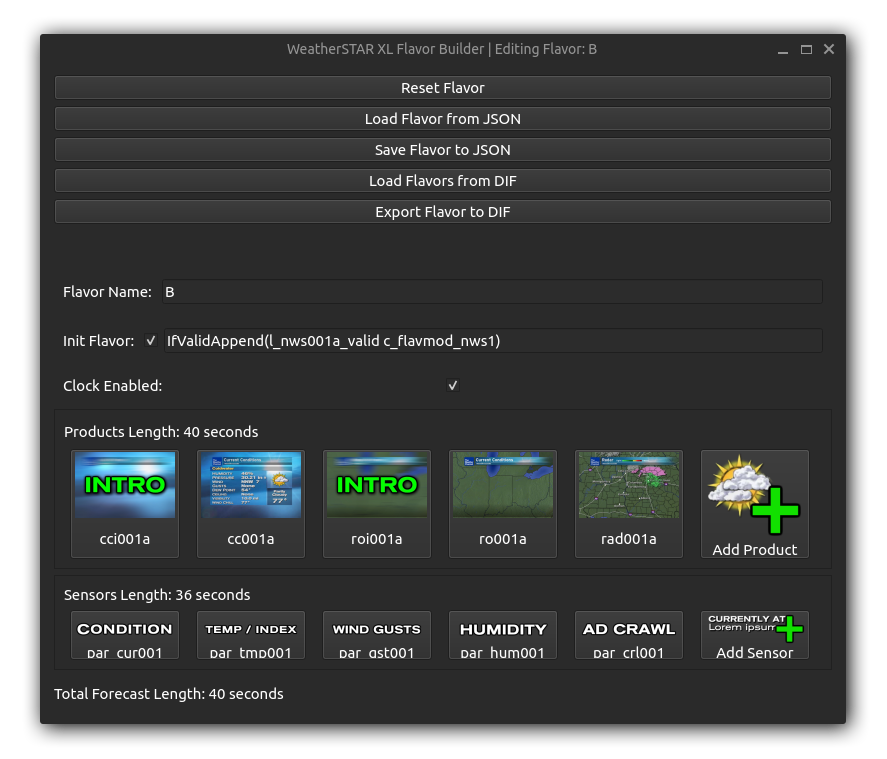 WeatherSTAR XL Flavor Builder | Editing Flavor: B
Reset Flavor
Load Flavor from JSON
Save Flavor to JSON
Load Flavors from DIF
Export Flavor to DIF
Flavor Name: B
Init Flavor: IfValidAppend(l_nws001a_valid c_flavmod_nws1)
Clock Enabled:
Products Length: 40 seconds
INTRO
Current Conditions
INTRO
Current Conditions
Radar
cci001a
cc001a
roi001a
ro001a
rad001a
Add Product
Sensors Length: 36 seconds
CONDITION
TEMP / INDEX
WIND GUSTS
HUMIDITY
AD CRAWL
CURRENTLY AT
Lorem ipsum
par_cur001
par_tmp001
par_gst001
par_hum001
par_crl001
Add Sensor
Total Forecast Length: 40 seconds